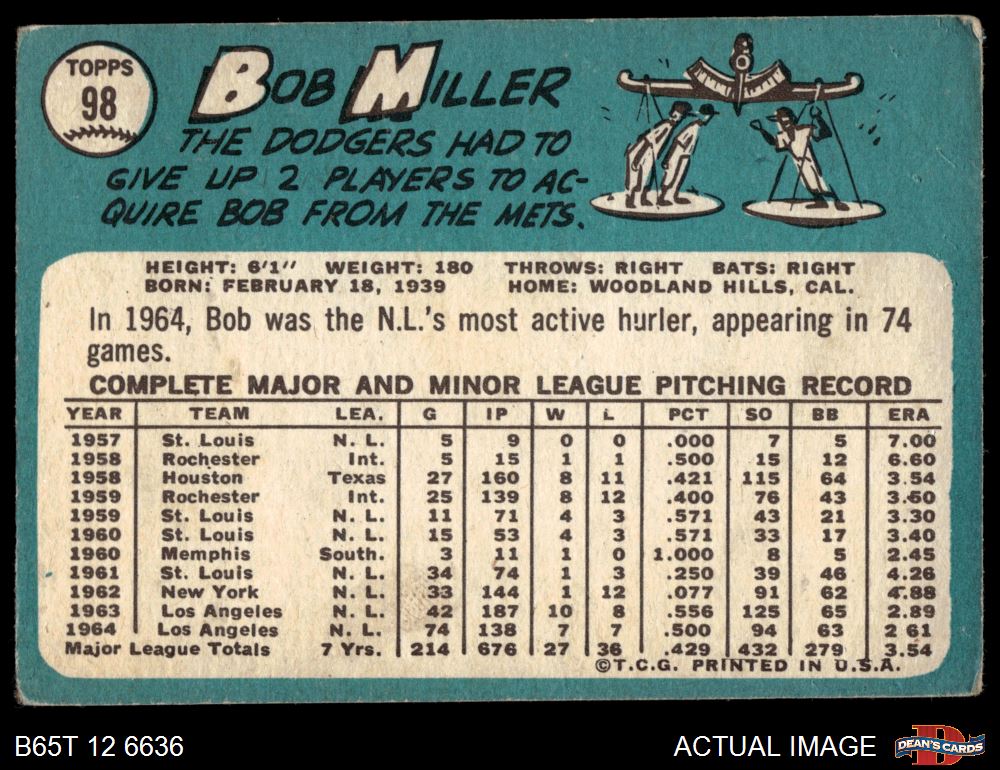 TOPPS
98
BOB MILLER
THE DODGERS HAD TO
GIVE UP 2 PLAYERS TO AC-
QUIRE BOB FROM THE METS.
HEIGHT: 6'1" WEIGHT: 180 THROWS: RIGHT BATS: RIGHT
BORN: FEBRUARY 18, 1939 HOME: WOODLAND HILLS, CAL.
In 1964, Bob was the N.L.'s most active hurler, appearing in 74
games.
COMPLETE MAJOR AND MINOR LEAGUE PITCHING RECORD
YEAR TEAM LEA. G IP W L PCT SO BB ERA
1957 St. Louis N. L. 5 9 0 0 .000 7 5 7.00
1958 Rochester Int. 5 15 1 1 .500 15 12 6.60
1958 Houston Texas 27 160 8 11 .421 115 64 3.54
1959 Rochester Int. 25 139 8 12 .400 76 43 3.50
1959 St. Louis N. L. 11 71 4 3 .571 43 21 3.30
1960 St. Louis N. L. 15 53 4 3 .571 33 17 3.40
1960 Memphis South. 3 11 1 0 1.000 8 5 2.45
1961 St. Louis N. L. 34 74 1 3 .250 39 46 4.26
1962 New York N. L. 33 144 1 12 .077 91 62 4.88
1963 Los Angeles N. L. 42 187 10 8 .556 125 65 2.89
1964 Los Angeles N. L. 74 138 7 7 .500 94 63 2 61
Major League Totals 7 Yrs. 214 676 27 36 .429 432 279 3.54
©T.C.G. PRINTED IN U.S.A.
B65T 12 6636 ACTUAL IMAGE DEAN'S CARDS